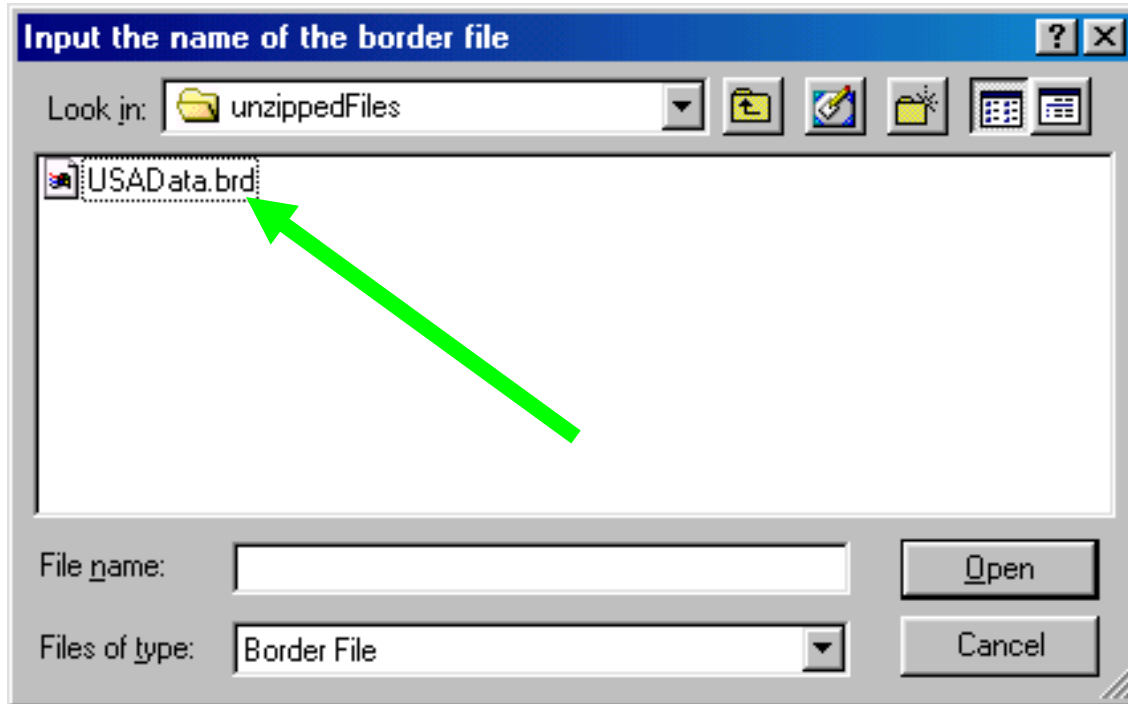 Input the name of the border file
Look in: unzippedFiles
USAData.brd
File name:
Open
Files of type: Border File
Cancel